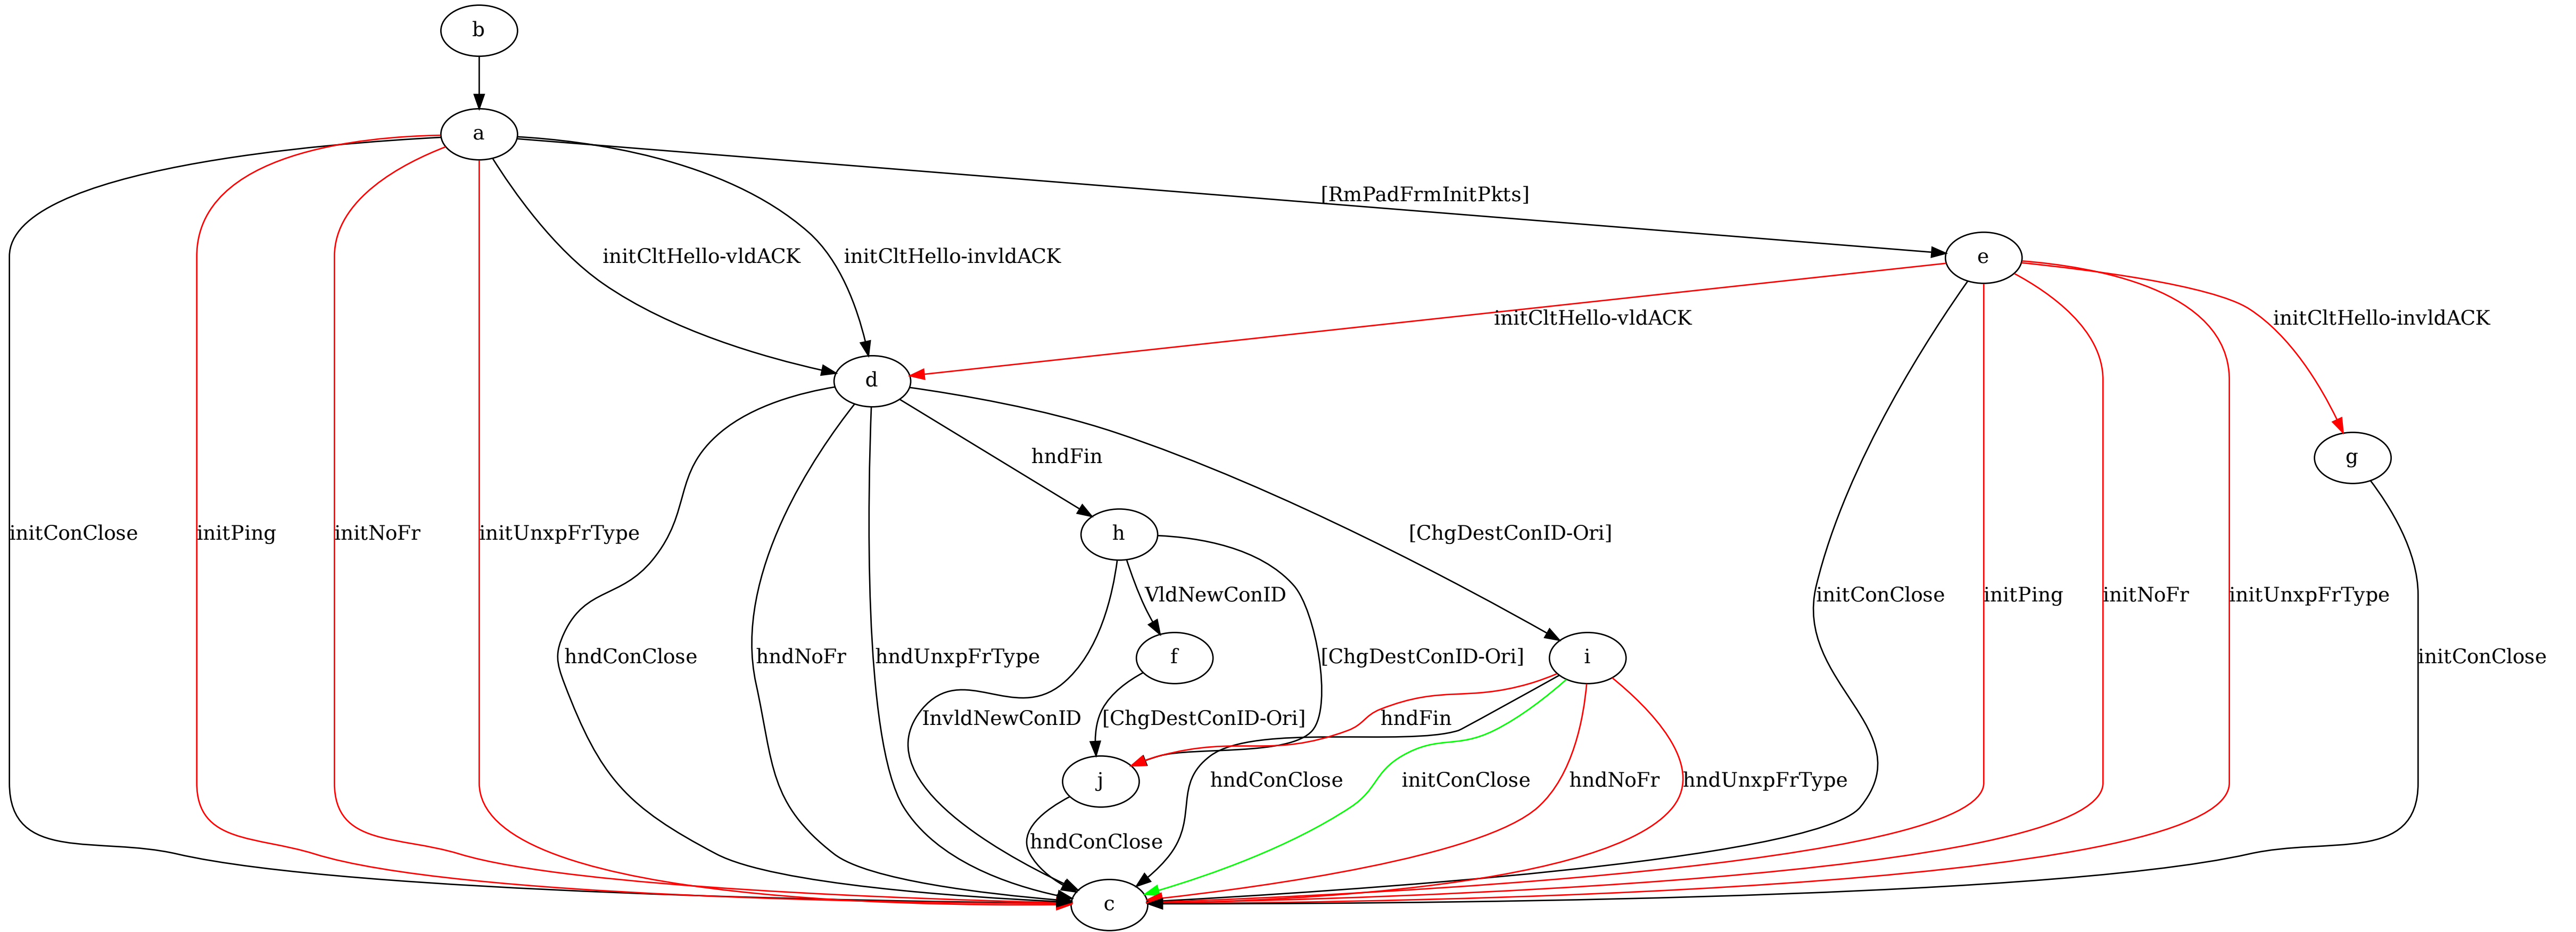 b
a
[RmPadFrmInitPkts]
initCltHello-vldACK
initCltHello-invldACK
e
initCltHello-vldACK
initCltHello-invldACK
d
hndFin
g
initConClose
initPing
initNoFr
initUnxpFrType
h
[ChgDestConID-Ori]
VldNewConID
initConClose
initPing
initNoFr
initUnxpFrType
hndConClose
hndNoFr
hndUnxpFrType
f
[ChgDestConID-Ori]
i
initConClose
InvldNewConID
[ChgDestConID-Ori]
hndFin
j
hndConClose
initConClose
hndNoFr
hndUnxpFrType
hndConClose
c